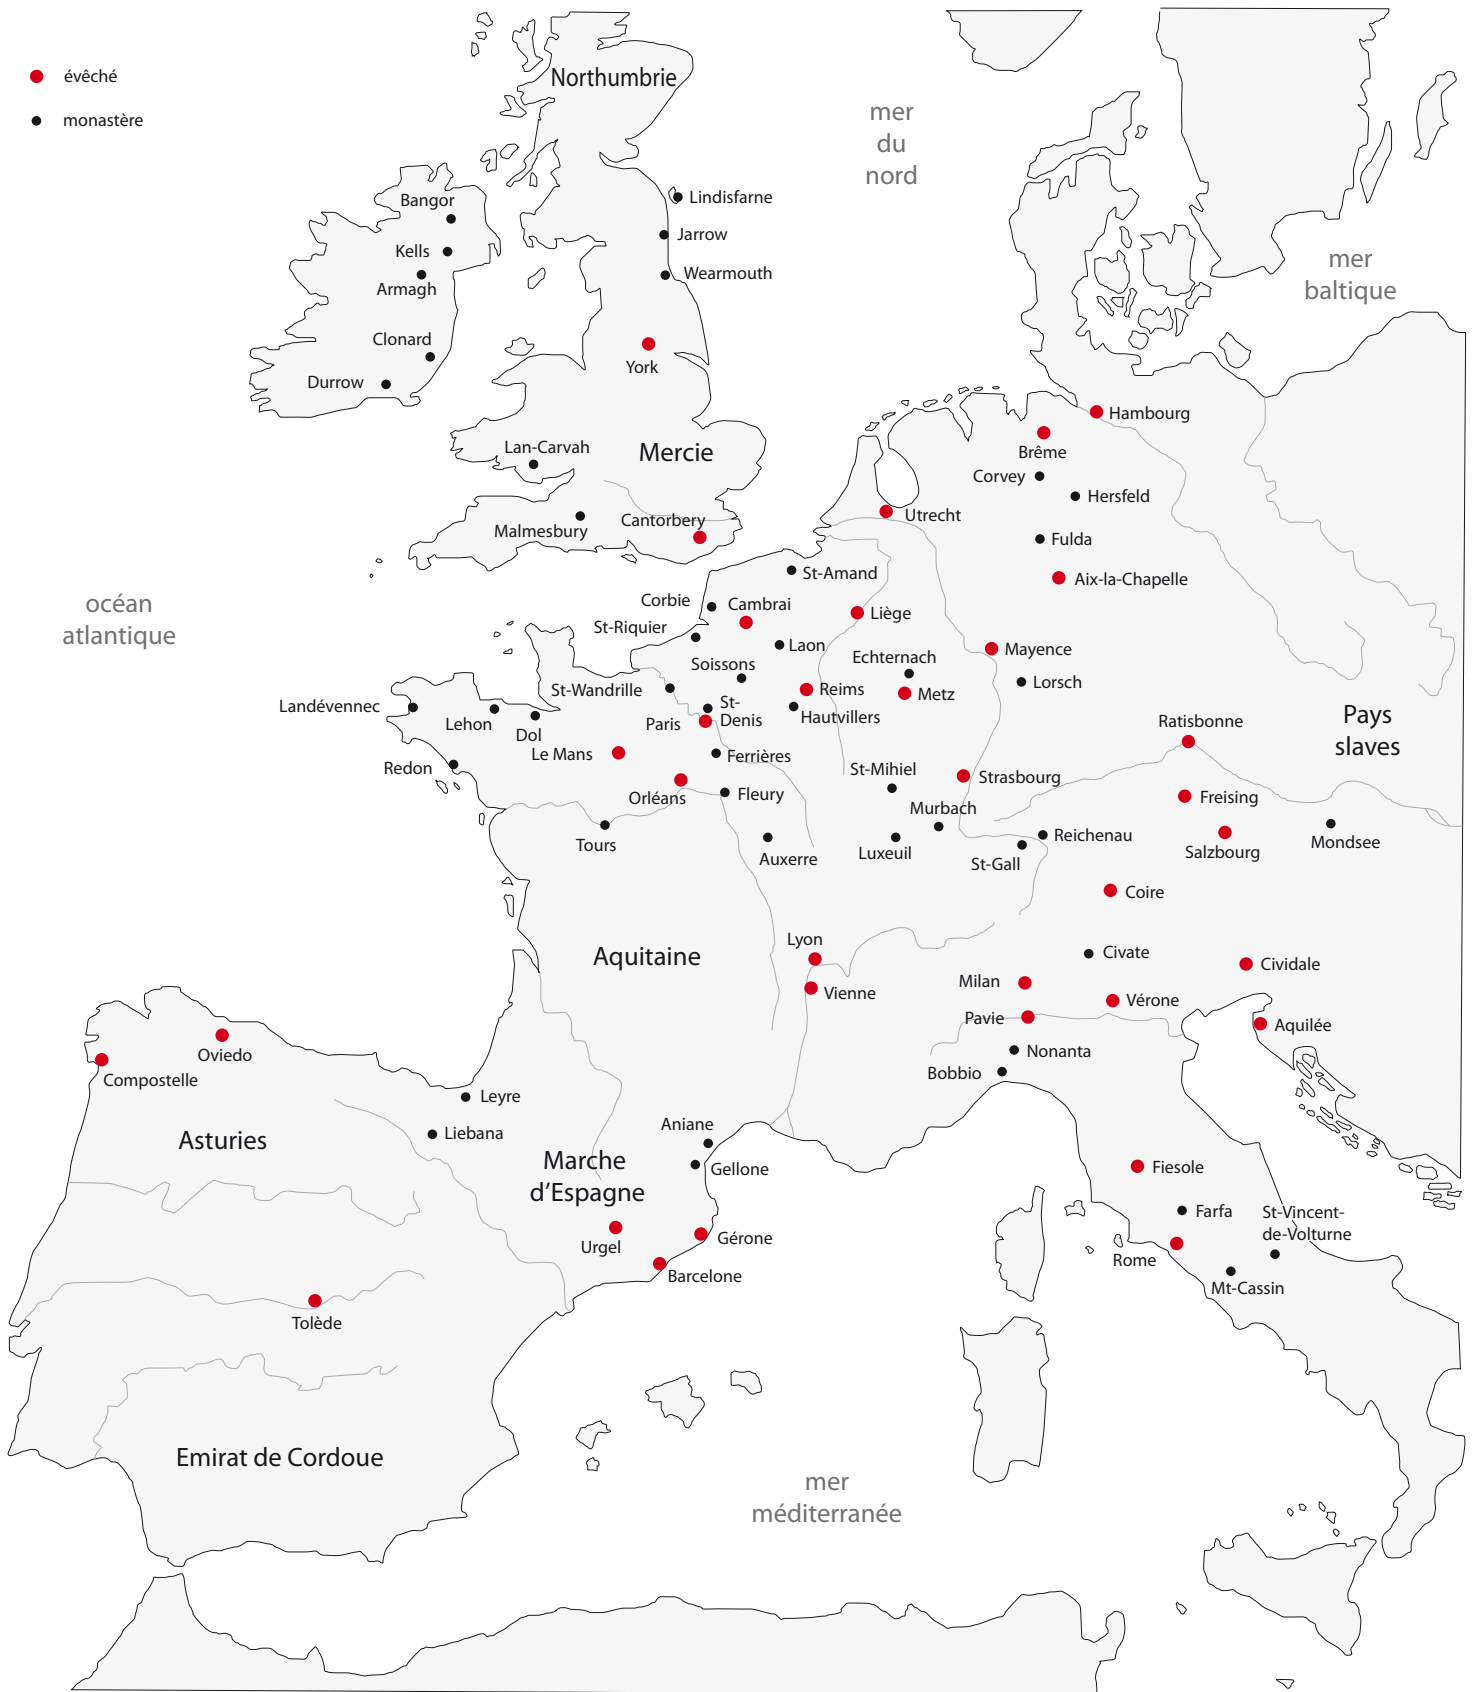 évêché
monastère
Northumbrie
mer
du
nord
Lindisfarne
Bangor
Jarrow
Kells
Wearmouth
Armagh
mer
baltique
Clonard
York
Durrow
Hambourg
Lan-Carvah
Mercie
Brême
Corvey
Hersfeld
Cantorbery
Utrecht
Malmesbury
Fulda
St-Amand
Aix-la-Chapelle
océan
atlantique
Corbie
Cambrai
Liège
St-Riquier
Laon
Mayence
Echternach
Soissons
Lorsch
St-Wandrille
Reims
Metz
Landévennec
St-
Denis
Hautvillers
Lehon
Dol
Paris
Ratisbonne
Pays
slaves
Le Mans
Ferrières
Redon
St-Mihiel
Strasbourg
Orléans
Fleury
Freising
Murbach
Tours
Auxerre
Luxeuil
St-Gall
Reichenau
Salzbourg
Mondsee
Coire
Lyon
Aquitaine
Civate
Cividale
Milan
Vienne
Vérone
Pavie
Aquilée
Oviedo
Nonanta
Compostelle
Bobbio
Leyre
Aniane
Liebana
Asturies
Marche
d’Espagne
Gellone
Fiesole
Farfa
St-Vincent-
de-Volturne
Urgel
Gérone
Rome
Barcelone
Mt-Cassin
Tolède
Emirat de Cordoue
mer
méditerranée